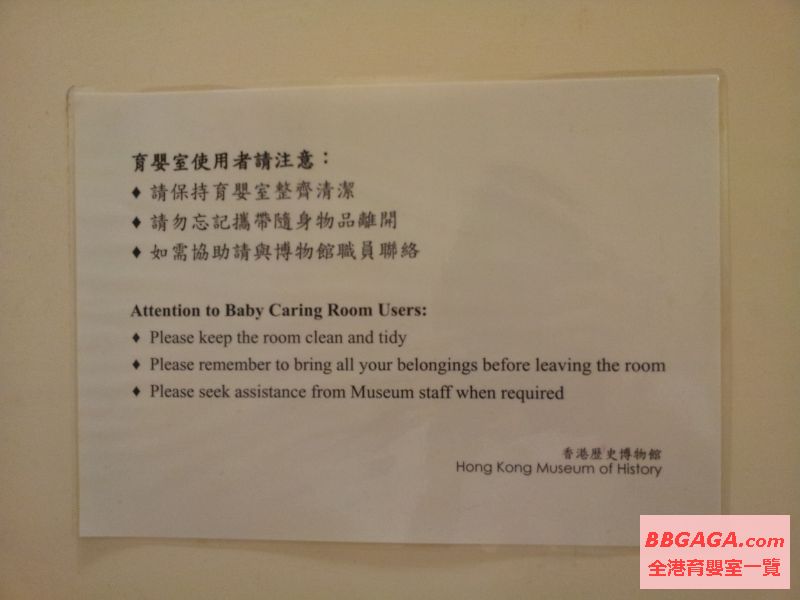 育嬰室使用者請注意：
♦ 請保持育嬰室整齊清潔
♦ 請勿忘記攜帶隨身物品離開
♦ 如需協助請與博物館職員聯絡
Attention to Baby Caring Room Users:
♦ Please keep the room clean and tidy
♦ Please remember to bring all your belongings before leaving the room
♦ Please seek assistance from Museum staff when required
香港歷史博物館
Hong Kong Museum of History
BBGAGA.com
全港育嬰室一覽